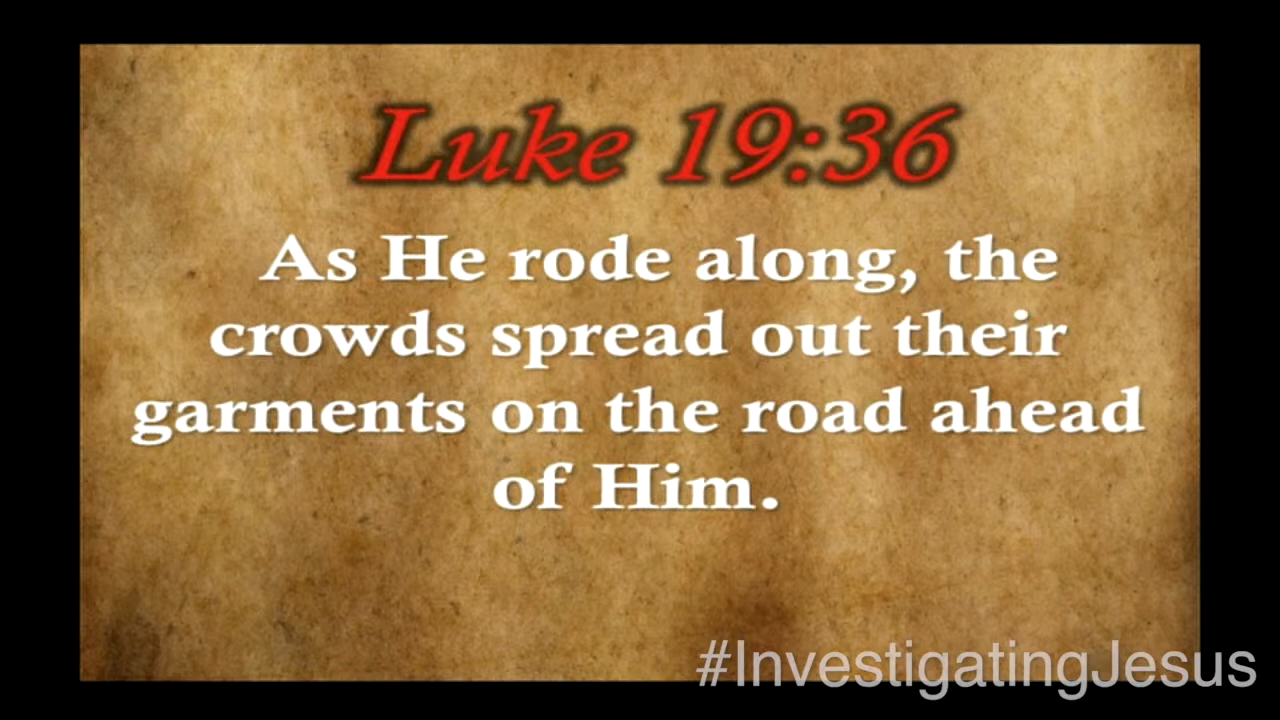 Luke 19:36
As He rode along, the
crowds spread out their
garments on the road ahead
of Him.
#InvestigatingJesus